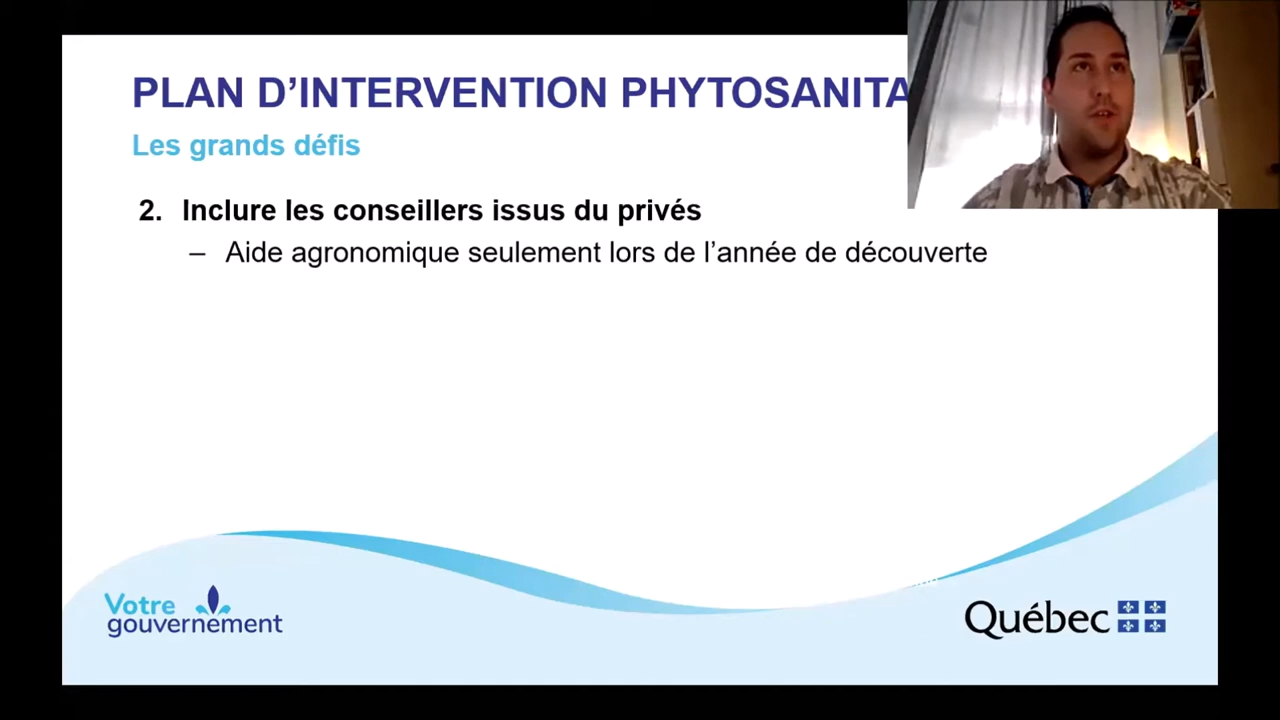 PLAN D'INTERVENTION
Les grands défis
2. Inclure les conseillers issus du privés
– Aide agronomique seulement lors de l'année de découverte
Votre
gouvernement
Québec